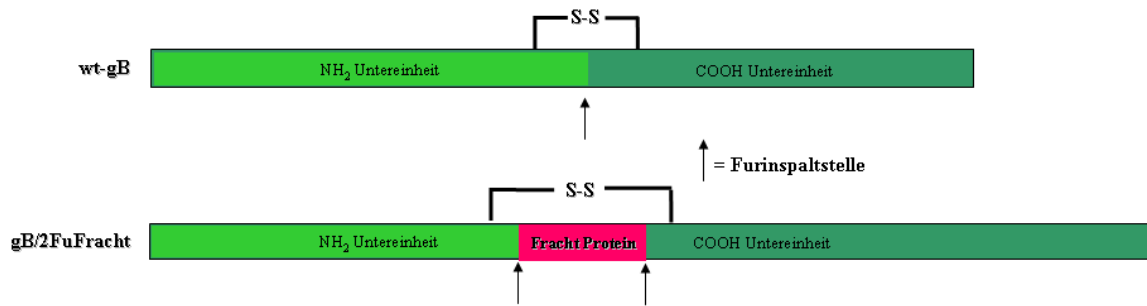 S-S
wt-gB NH₂ Untereinheit COOH Untereinheit
= Furinspaltstelle
S-S
gB/2FuFracht NH₂ Untereinheit Fracht Protein COOH Untereinheit